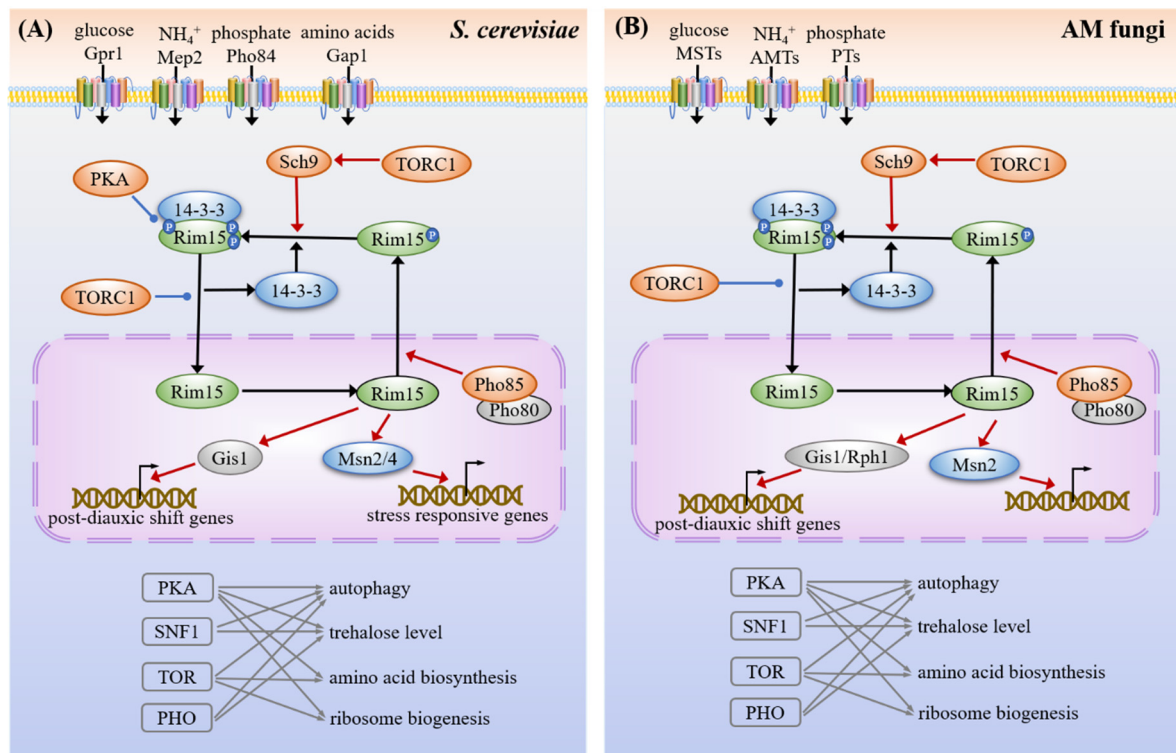 (A)
S. cerevisiae
glucose
Gpr1
NH₄⁺
Mep2
phosphate
Pho84
amino acids
Gap1
Sch9
TORC1
PKA
14-3-3
P
Rim15
P
P
Rim15
P
TORC1
14-3-3
Rim15
Rim15
Pho85
Pho80
Gis1
Msn2/4
post-diauxic shift genes
stress responsive genes
PKA
autophagy
SNF1
trehalose level
TOR
amino acid biosynthesis
PHO
ribosome biogenesis
(B)
AM fungi
glucose
MSTs
NH₄⁺
AMTs
phosphate
PTs
Sch9
TORC1
14-3-3
P
Rim15
P
P
Rim15
P
TORC1
14-3-3
Rim15
Rim15
Pho85
Pho80
Gis1/Rph1
Msn2
post-diauxic shift genes
PKA
autophagy
SNF1
trehalose level
TOR
amino acid biosynthesis
PHO
ribosome biogenesis